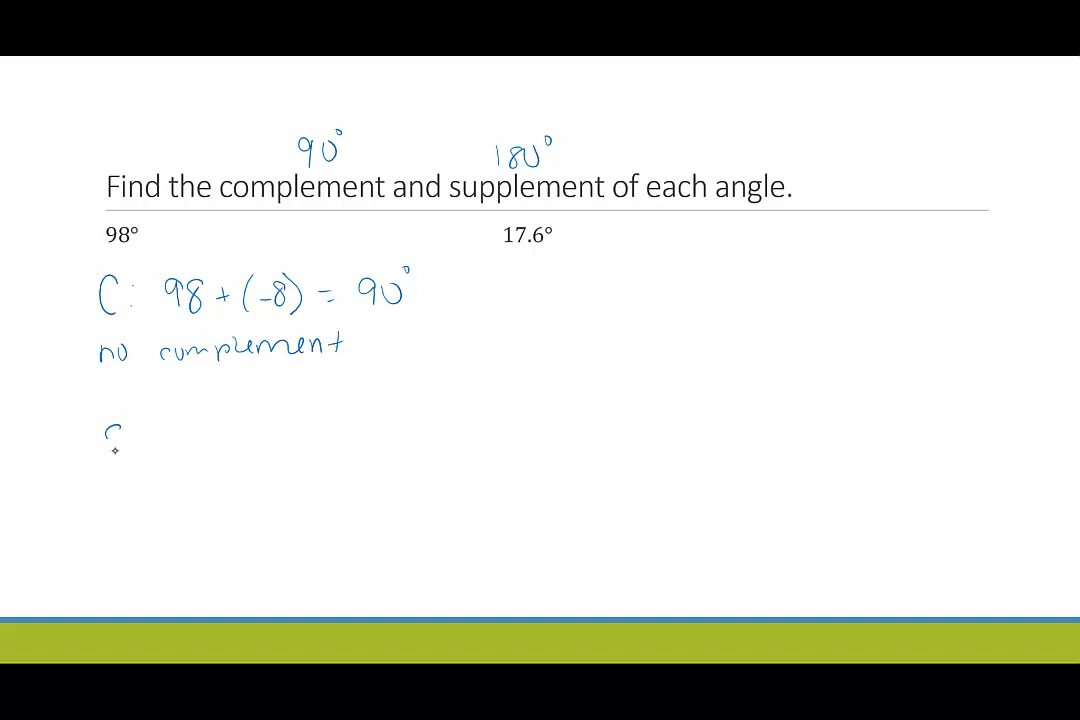 90° 180°
Find the complement and supplement of each angle.
98° 17.6°
C: 98 + (-8) = 90°
no complement